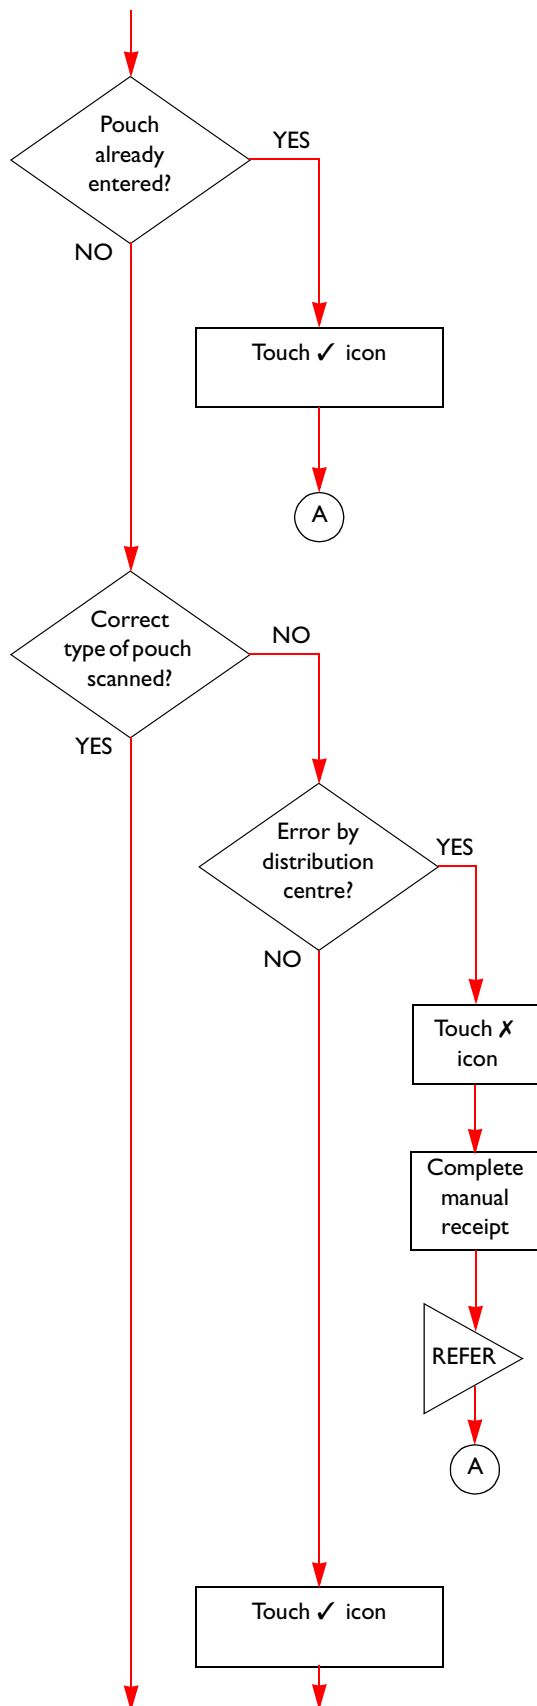 Pouch
already
entered?
YES
NO
Touch ✓ icon
A
Correct
type of pouch
scanned?
NO
YES
Error by
distribution
centre?
YES
NO
Touch ✗
icon
Complete
manual
receipt
REFER
A
Touch ✓ icon